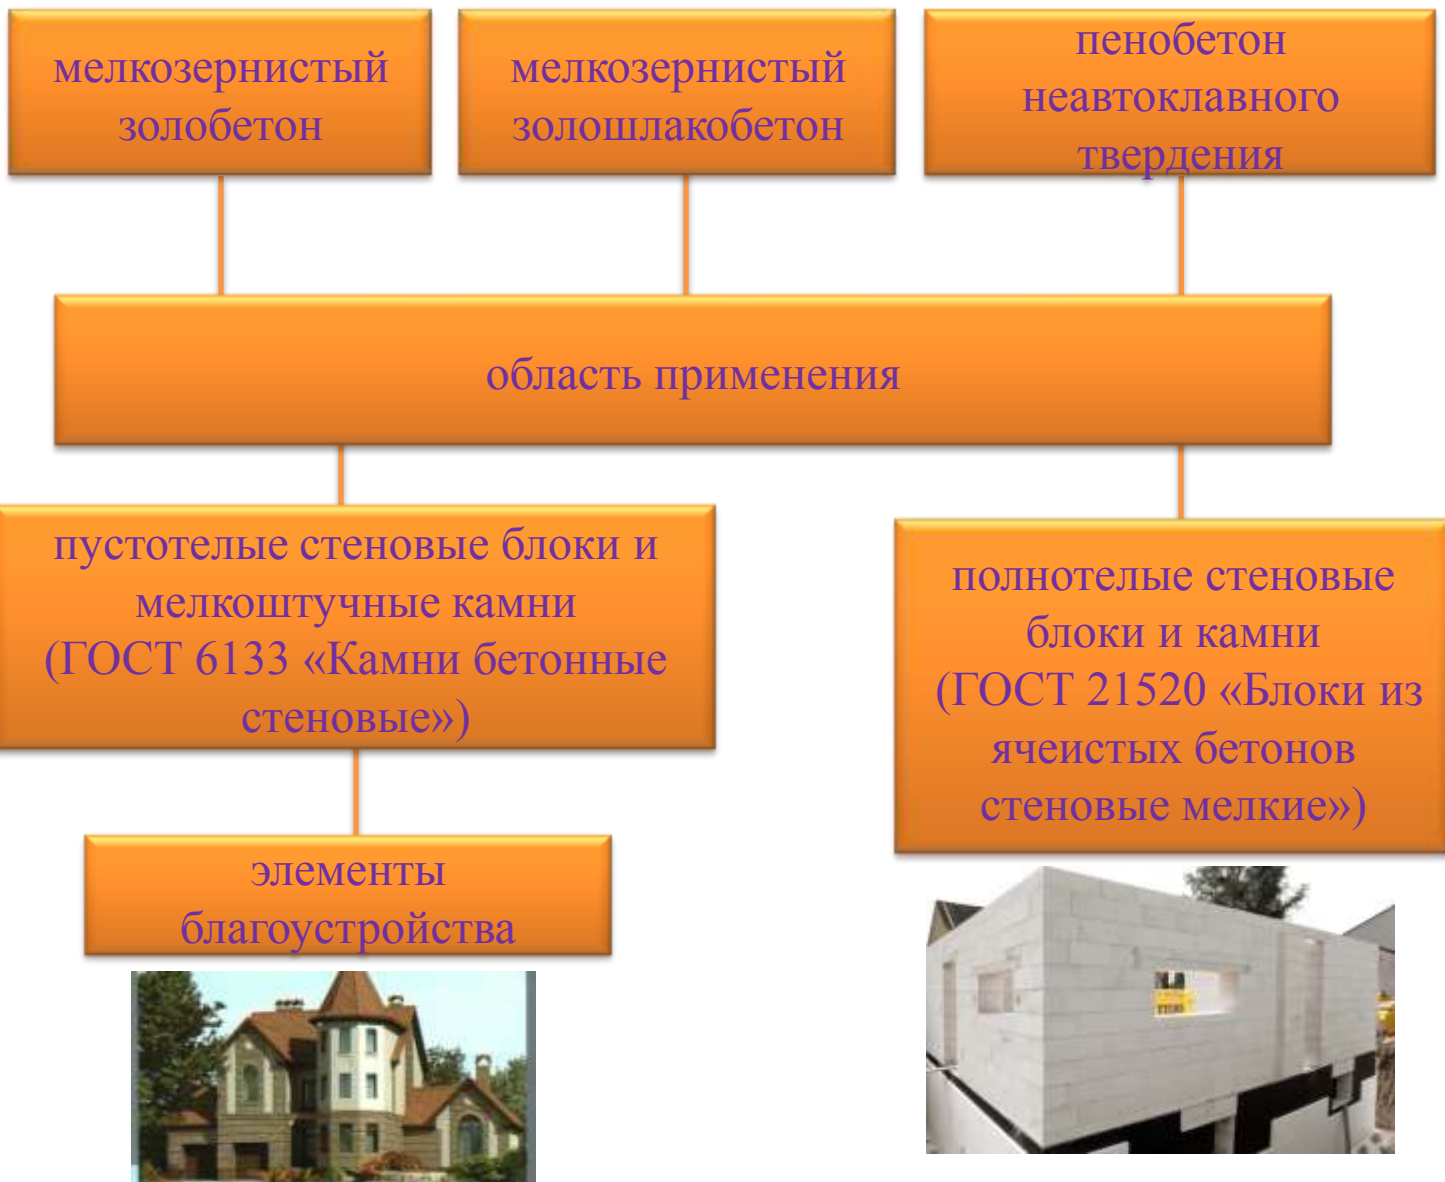 мелкозернистый
золобетон
мелкозернистый
золошлакобетон
пенобетон
неавтоклавного
твердения
область применения
пустотелые стеновые блоки и
мелкоштучные камни
(ГОСТ 6133 «Камни бетонные
стеновые»)
полнотелые стеновые
блоки и камни
(ГОСТ 21520 «Блоки из
ячеистых бетонов
стеновые мелкие»)
элементы
благоустройства